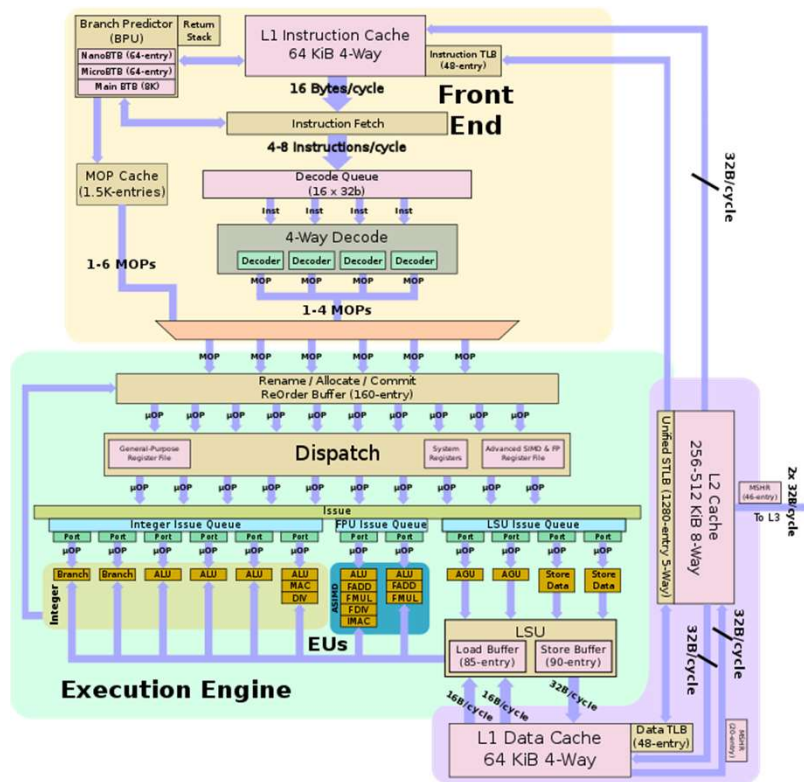 Branch Predictor
(BPU)
Return
Stack
NanoBTB (64-entry)
MicroBTB (64-entry)
Main BTB (8K)
L1 Instruction Cache
64 KiB 4-Way
Instruction TLB
(48-entry)
16 Bytes/cycle
Front
End
Instruction Fetch
4-8 Instructions/cycle
32B/cycle
MOP Cache
(1.5K-entries)
Decode Queue
(16 x 32b)
Inst Inst Inst Inst
4-Way Decode
Decoder Decoder Decoder Decoder
MOP MOP MOP MOP
1-6 MOPs
1-4 MOPs
MOP MOP MOP MOP MOP MOP
Rename / Allocate / Commit
ReOrder Buffer (160-entry)
µOP µOP µOP µOP µOP µOP µOP µOP µOP
General-Purpose
Register File
Dispatch
System
Registers
Advanced SIMD & FP
Register File
µOP µOP µOP µOP µOP µOP µOP µOP µOP
Issue
Integer Issue Queue
FPU Issue Queue
LSU Issue Queue
Port Port Port Port Port Port Port Port Port Port Port Port
µOP µOP µOP µOP µOP µOP µOP µOP µOP µOP µOP µOP
Integer
Branch Branch ALU ALU ALU ALU
MAC
DIV
ASIMD
ALU
FADD
FMUL
FDIV
IMAC
ALU
FADD
FMUL
AGU AGU
Store
Data
Store
Data
EUs
LSU
Load Buffer
(85-entry)
Store Buffer
(90-entry)
Execution Engine
16B/cycle
16B/cycle
32B/cycle
Unified STLB (1280-entry 5-Way)
L2 Cache
256-512 KiB 8-Way
MSHR
(46-entry)
To L3
2x 32B/cycle
32B/cycle
32B/cycle
L1 Data Cache
64 KiB 4-Way
Data TLB
(48-entry)
MSHR
(20-entry)